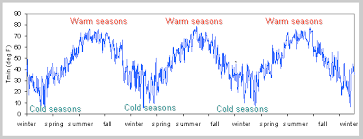 Warm seasons Warm seasons Warm seasons
90
80
70
60
50
40
30
20
10
0
Tmin (deg F)
Cold seasons Cold seasons Cold seasons
winter spring summer fall winter spring summer fall winter spring summer fall winter